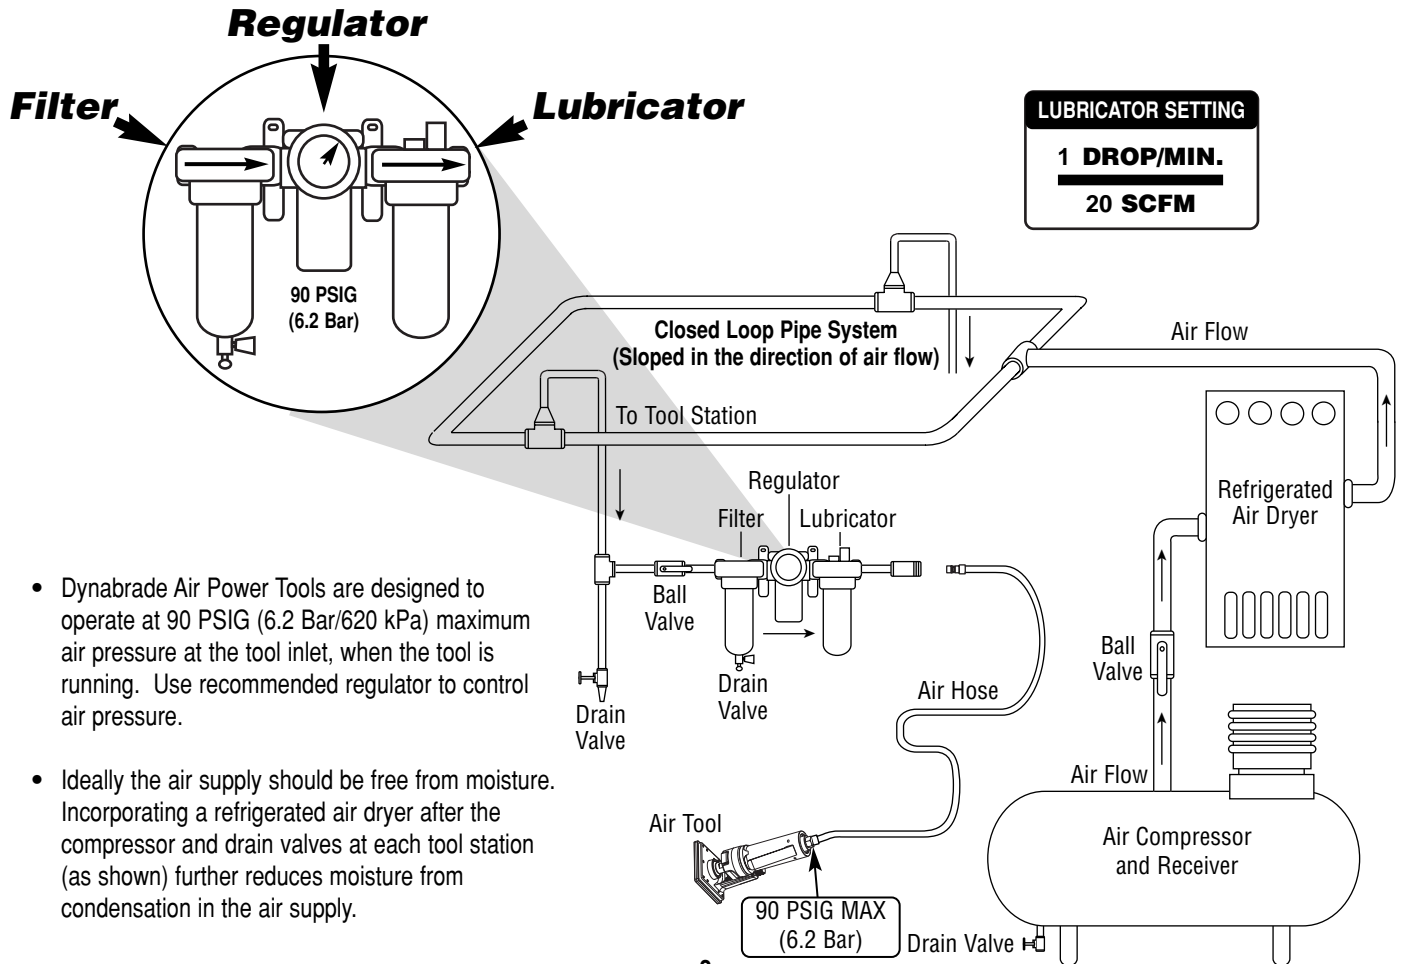 Regulator
Filter
Lubricator
90 PSIG
(6.2 Bar)
LUBRICATOR SETTING
1 DROP/MIN.
20 SCFM
Closed Loop Pipe System
(Sloped in the direction of air flow)
Air Flow
To Tool Station
Refrigerated
Air Dryer
Regulator
Filter
Lubricator
Ball
Valve
Drain
Valve
Drain
Valve
Air Hose
Ball
Valve
Air Flow
Air Compressor
and Receiver
Air Tool
90 PSIG MAX
(6.2 Bar)
Drain Valve
• Dynabrade Air Power Tools are designed to
operate at 90 PSIG (6.2 Bar/620 kPa) maximum
air pressure at the tool inlet, when the tool is
running.  Use recommended regulator to control
air pressure.
• Ideally the air supply should be free from moisture.
Incorporating a refrigerated air dryer after the
compressor and drain valves at each tool station
(as shown) further reduces moisture from
condensation in the air supply.